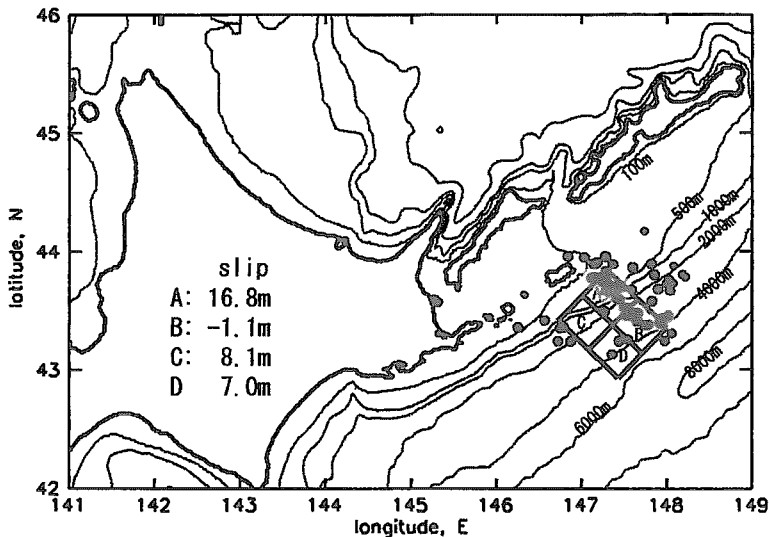 46
45
44
43
42
latitude, N
slip
A: 16.8m
B: -1.1m
C: 8.1m
D 7.0m
100m
500m
1000m
2000m
4000m
8000m
6000m
C
B
D
141 142 143 144 145 146 147 148 149
longitude, E